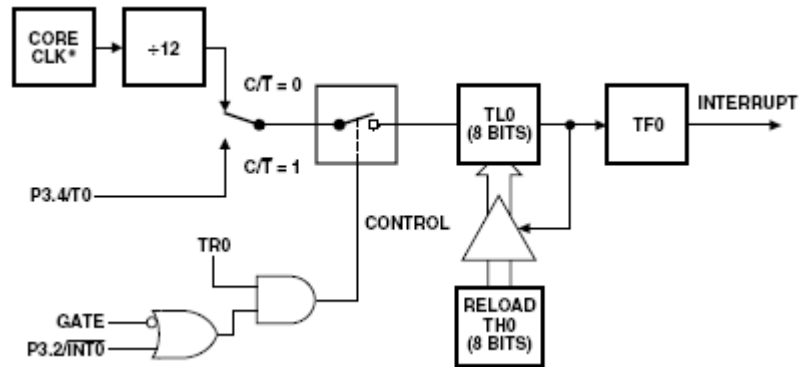 CORE
CLK*
÷12
C/T̅ = 0
TL0
(8 BITS)
TF0
INTERRUPT
C/T̅ = 1
P3.4/T0
CONTROL
TR0
GATE
P3.2/I̅N̅T̅0̅
RELOAD
TH0
(8 BITS)